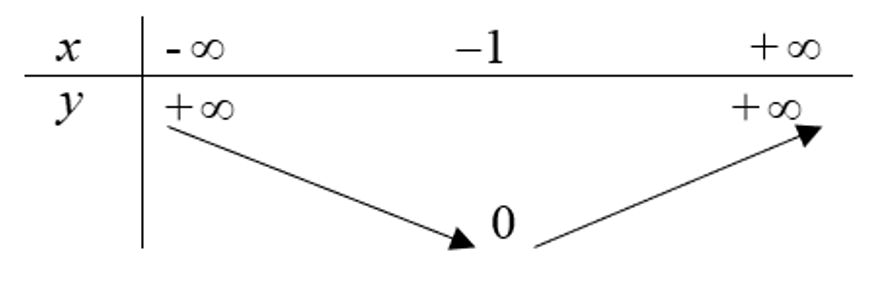 x - ∞ −1 + ∞
y + ∞ + ∞
0